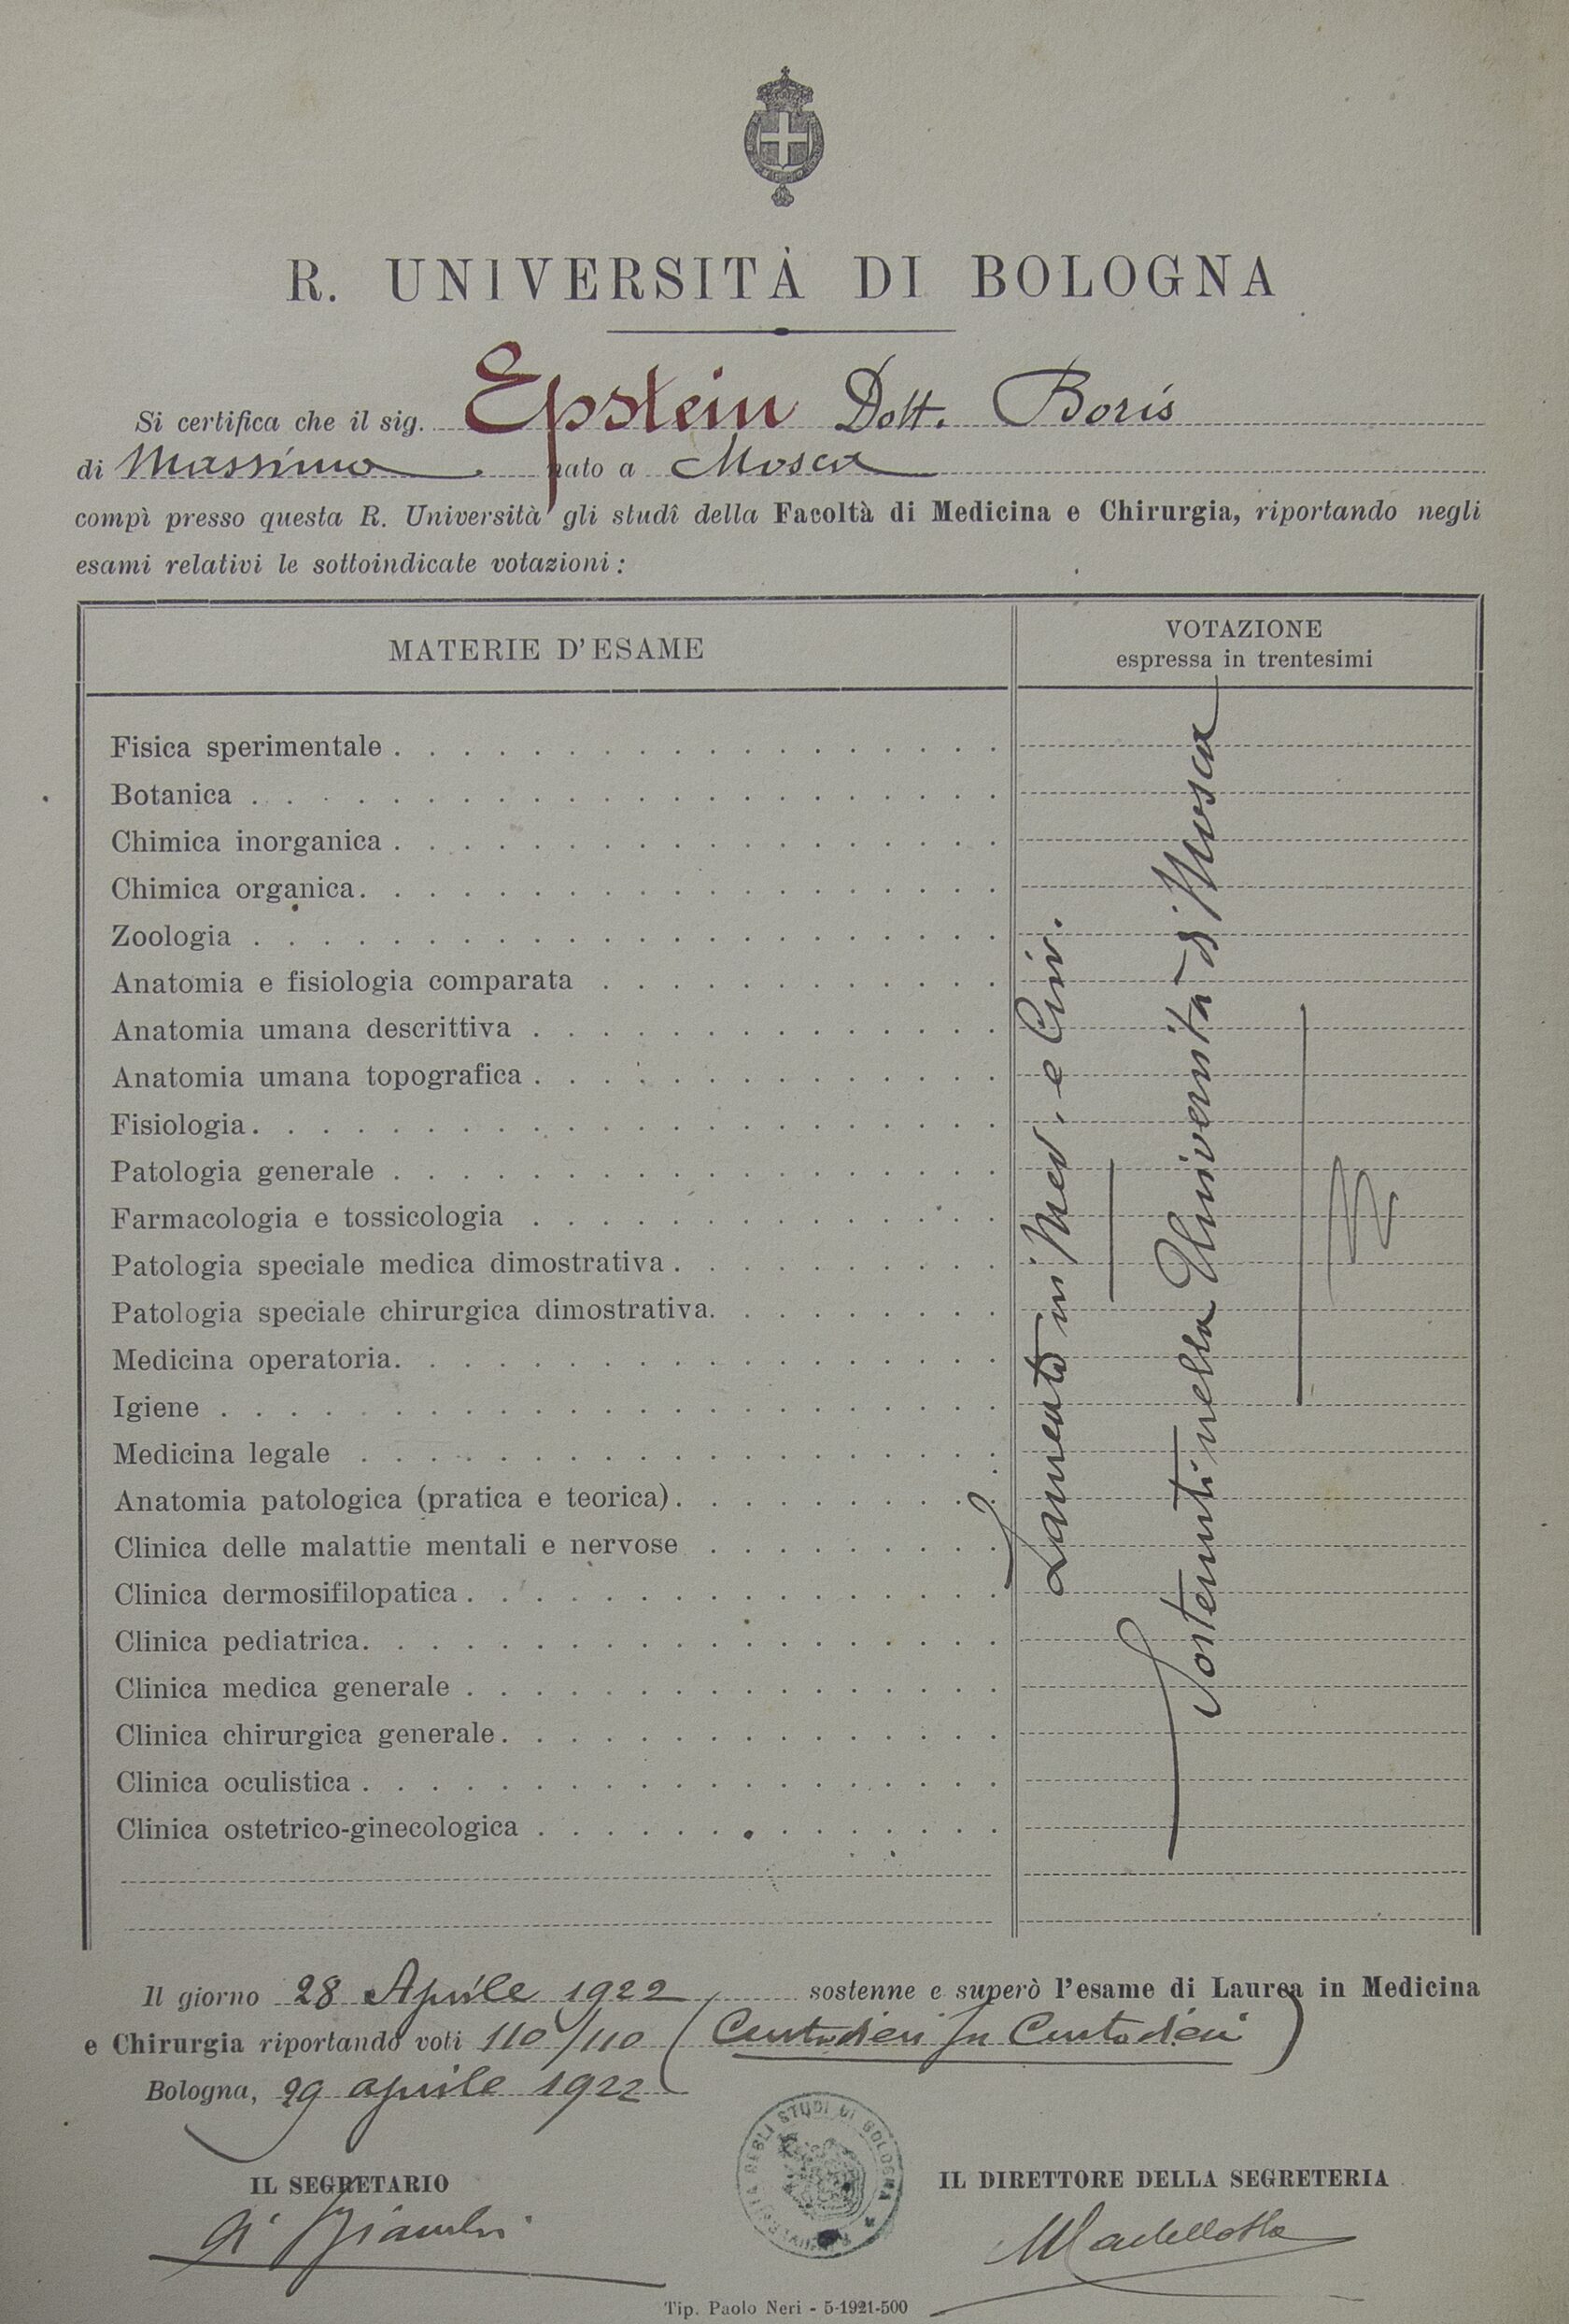 R. UNIVERSITÀ DI BOLOGNA
Si certifica che il sig. Epstein Dott. Boris
di Massimo nato a Mosca
compì presso questa R. Università gli studî della Facoltà di Medicina e Chirurgia, riportando negli
esami relativi le sottoindicate votazioni:
MATERIE D'ESAME
VOTAZIONE
espressa in trentesimi
Fisica sperimentale
Botanica
Chimica inorganica
Chimica organica
Zoologia
Anatomia e fisiologia comparata
Anatomia umana descrittiva
Anatomia umana topografica
Fisiologia
Patologia generale
Farmacologia e tossicologia
Patologia speciale medica dimostrativa
Patologia speciale chirurgica dimostrativa
Medicina operatoria
Igiene
Medicina legale
Anatomia patologica (pratica e teorica)
Clinica delle malattie mentali e nervose
Clinica dermosifilopatica
Clinica pediatrica
Clinica medica generale
Clinica chirurgica generale
Clinica oculistica
Clinica ostetrico-ginecologica
Laureato in Med. e Chir.
Sostenuti nella Università di Mosca
Il giorno 28 Aprile 1922 sostenne e superò l'esame di Laurea in Medicina
e Chirurgia riportando voti 110/110 (Centodieci su Centodieci)
Bologna, 29 aprile 1922
UNIVERSITÀ DEGLI STUDI DI BOLOGNA
IL SEGRETARIO
IL DIRETTORE DELLA SEGRETERIA
Tip. Paolo Neri - 5-1921-500